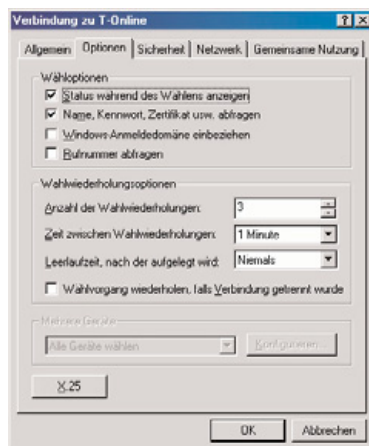 Verbindung zu T-Online
Allgemein Optionen Sicherheit Netzwerk Gemeinsame Nutzung
Wähloptionen
Status während des Wählens anzeigen
Name, Kennwort, Zertifikat usw. abfragen
Windows-Anmeldedomäne einbeziehen
Rufnummer abfragen
Wahlwiederholungsoptionen
Anzahl der Wahlwiederholungen: 3
Zeit zwischen Wahlwiederholungen: 1 Minute
Leerlaufzeit, nach der aufgelegt wird: Niemals
Wählvorgang wiederholen, falls Verbindung getrennt wurde
Mehrere Geräte
Alle Geräte wählen Konfigurieren...
X.25
OK Abbrechen